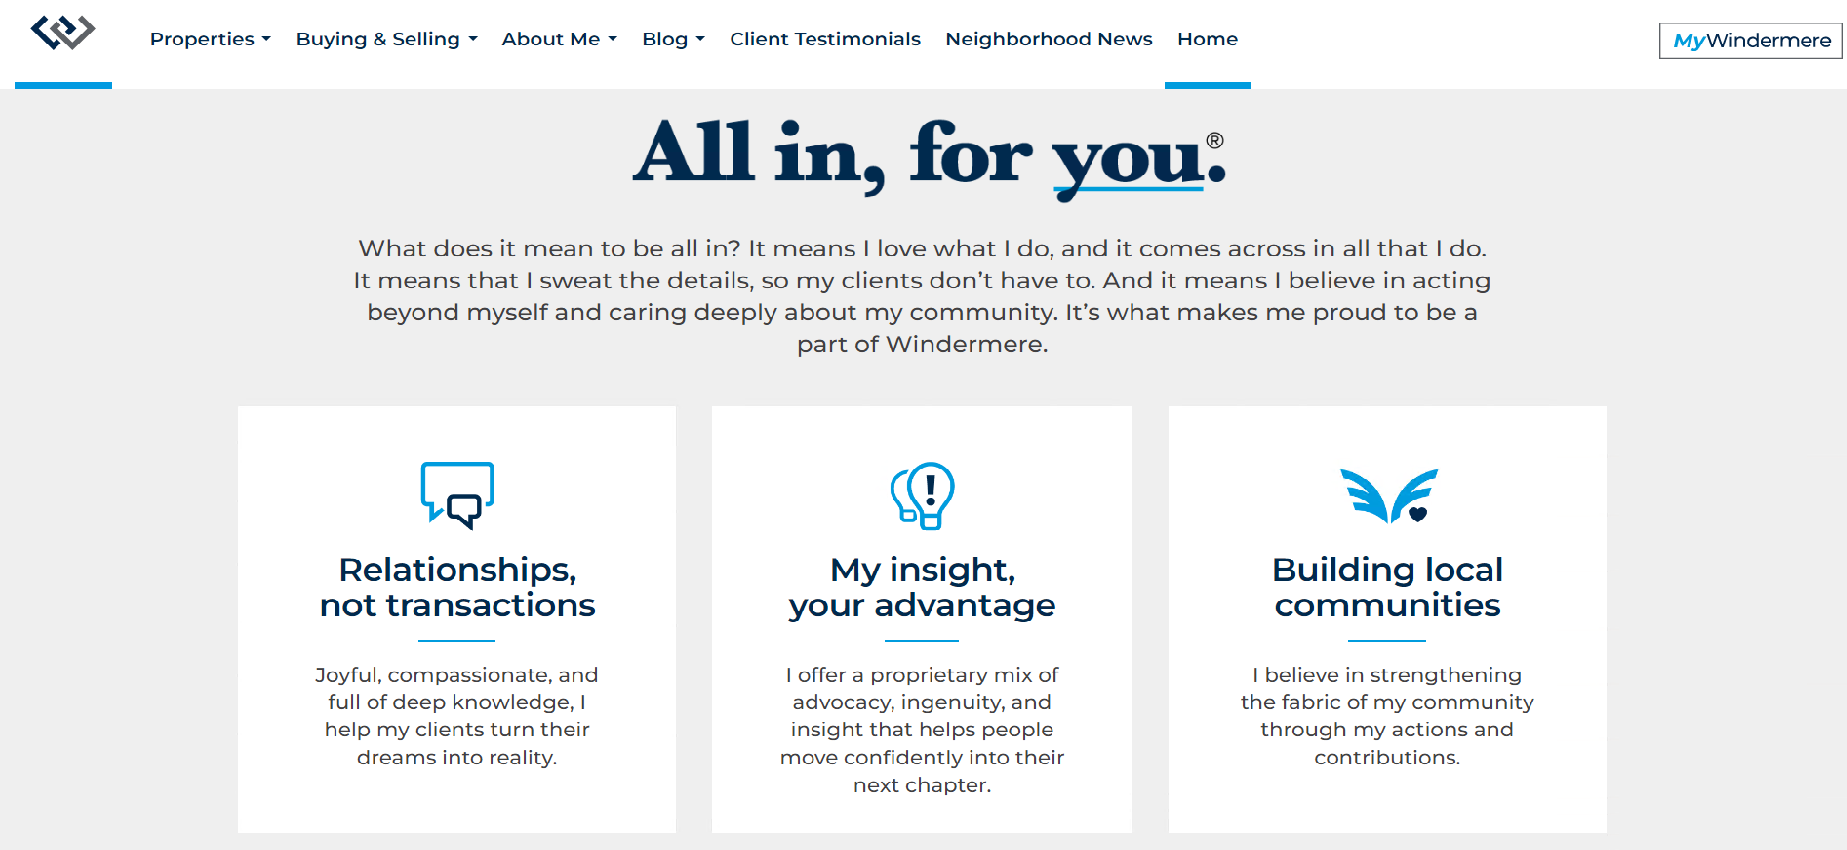 Properties Buying & Selling About Me Blog Client Testimonials Neighborhood News Home MyWindermere
All in, for you.®
What does it mean to be all in? It means I love what I do, and it comes across in all that I do.
It means that I sweat the details, so my clients don’t have to. And it means I believe in acting
beyond myself and caring deeply about my community. It’s what makes me proud to be a
part of Windermere.
Relationships,
not transactions
Joyful, compassionate, and
full of deep knowledge, I
help my clients turn their
dreams into reality.
My insight,
your advantage
I offer a proprietary mix of
advocacy, ingenuity, and
insight that helps people
move confidently into their
next chapter.
Building local
communities
I believe in strengthening
the fabric of my community
through my actions and
contributions.